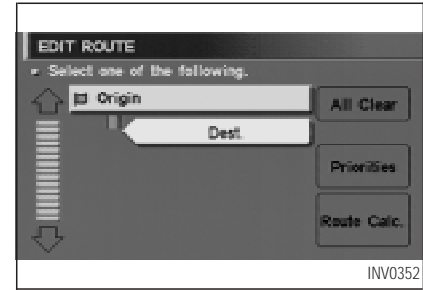 EDIT ROUTE
Select one of the following.
Origin
All Clear
Dest.
Priorities
Route Calc.
INV0352